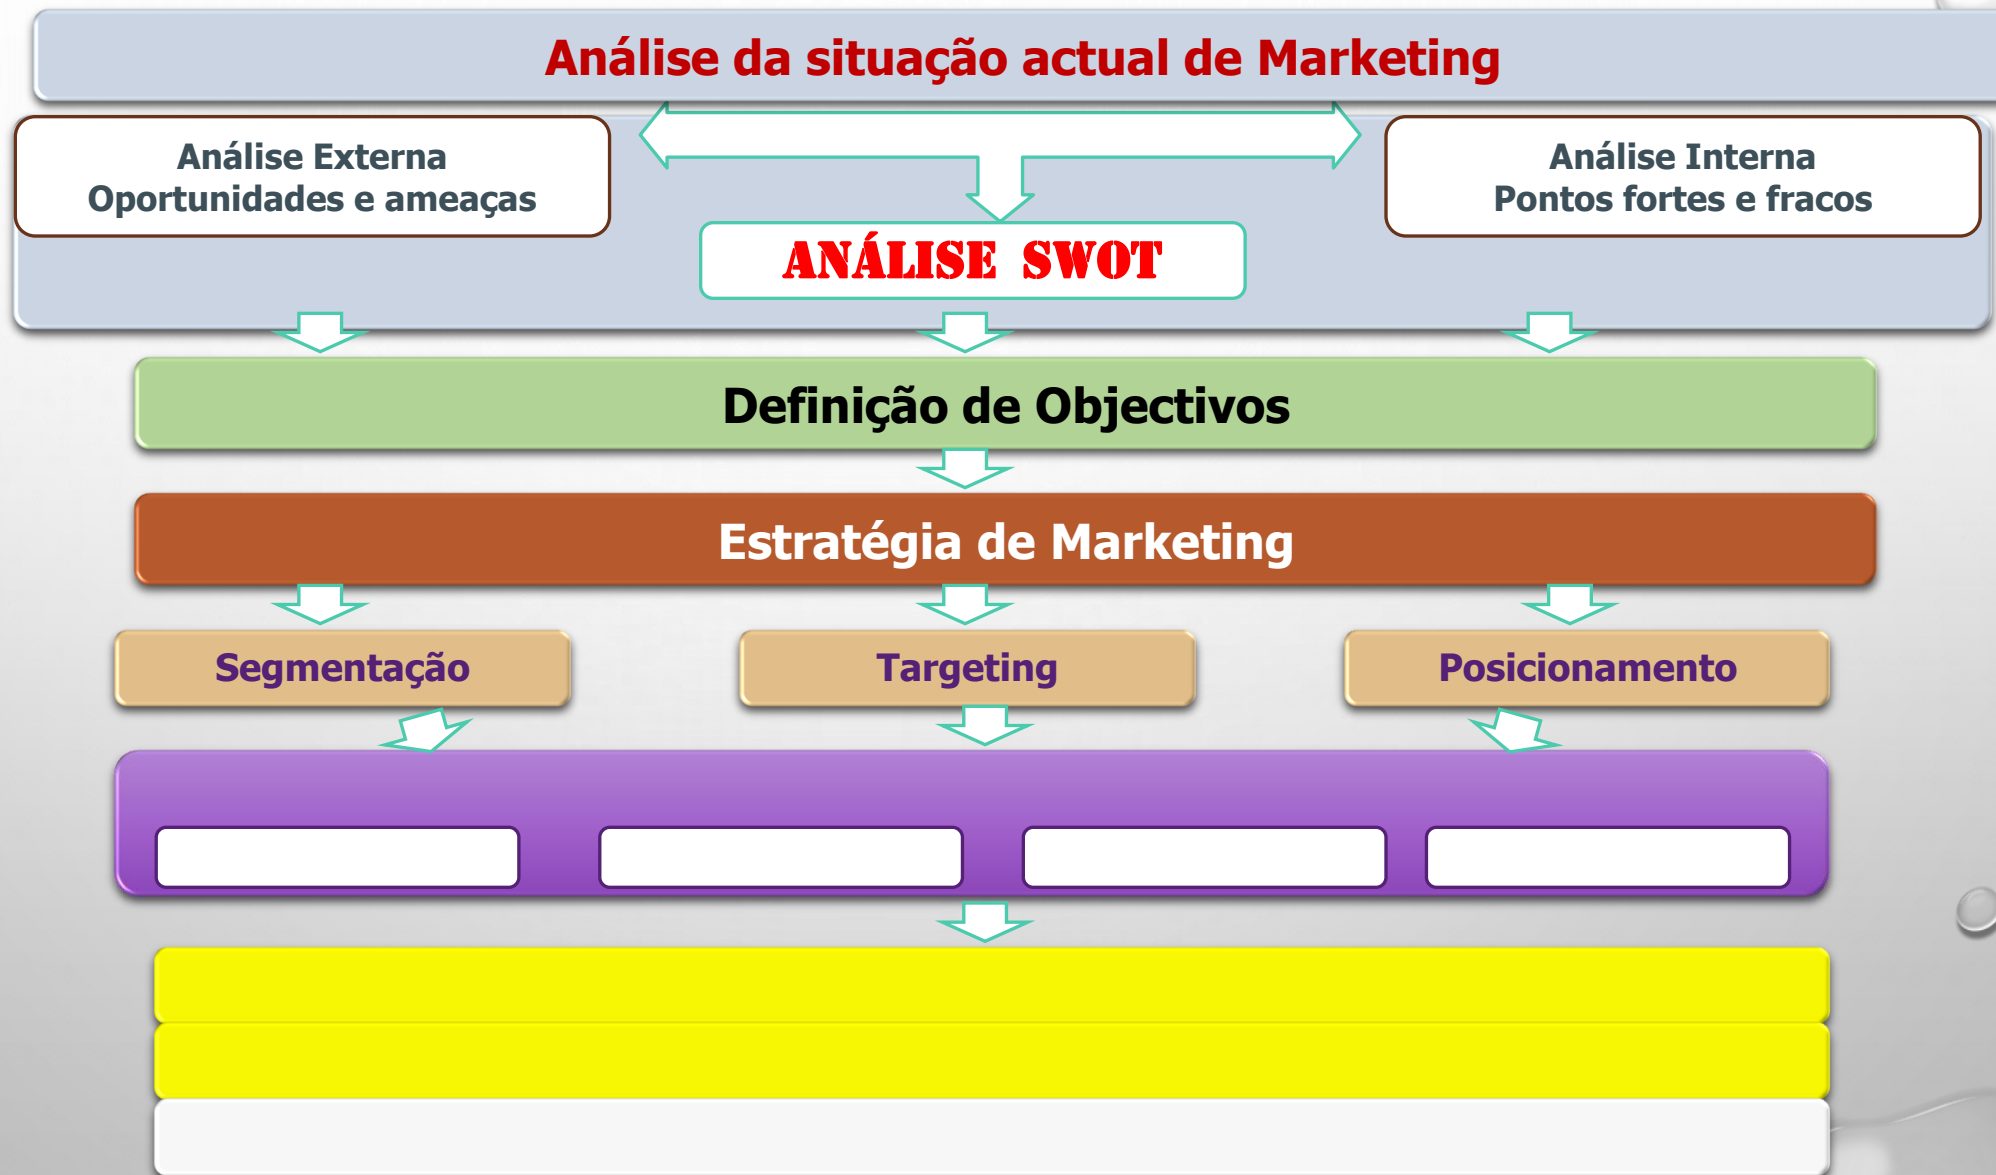 Análise da situação actual de Marketing
Análise Externa
Oportunidades e ameaças
Análise Interna
Pontos fortes e fracos
ANÁLISE SWOT
Definição de Objectivos
Estratégia de Marketing
Segmentação
Targeting
Posicionamento